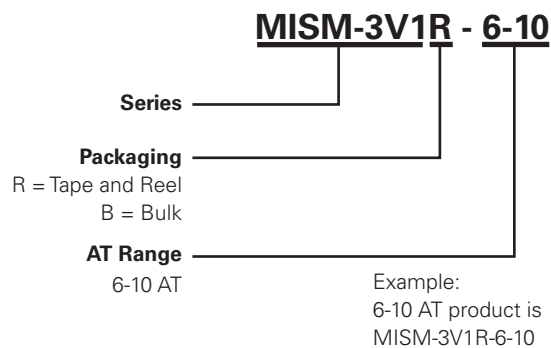 MISM-3V1R - 6-10
Series
Packaging
R = Tape and Reel
B = Bulk
AT Range
6-10 AT
Example:
6-10 AT product is
MISM-3V1R-6-10